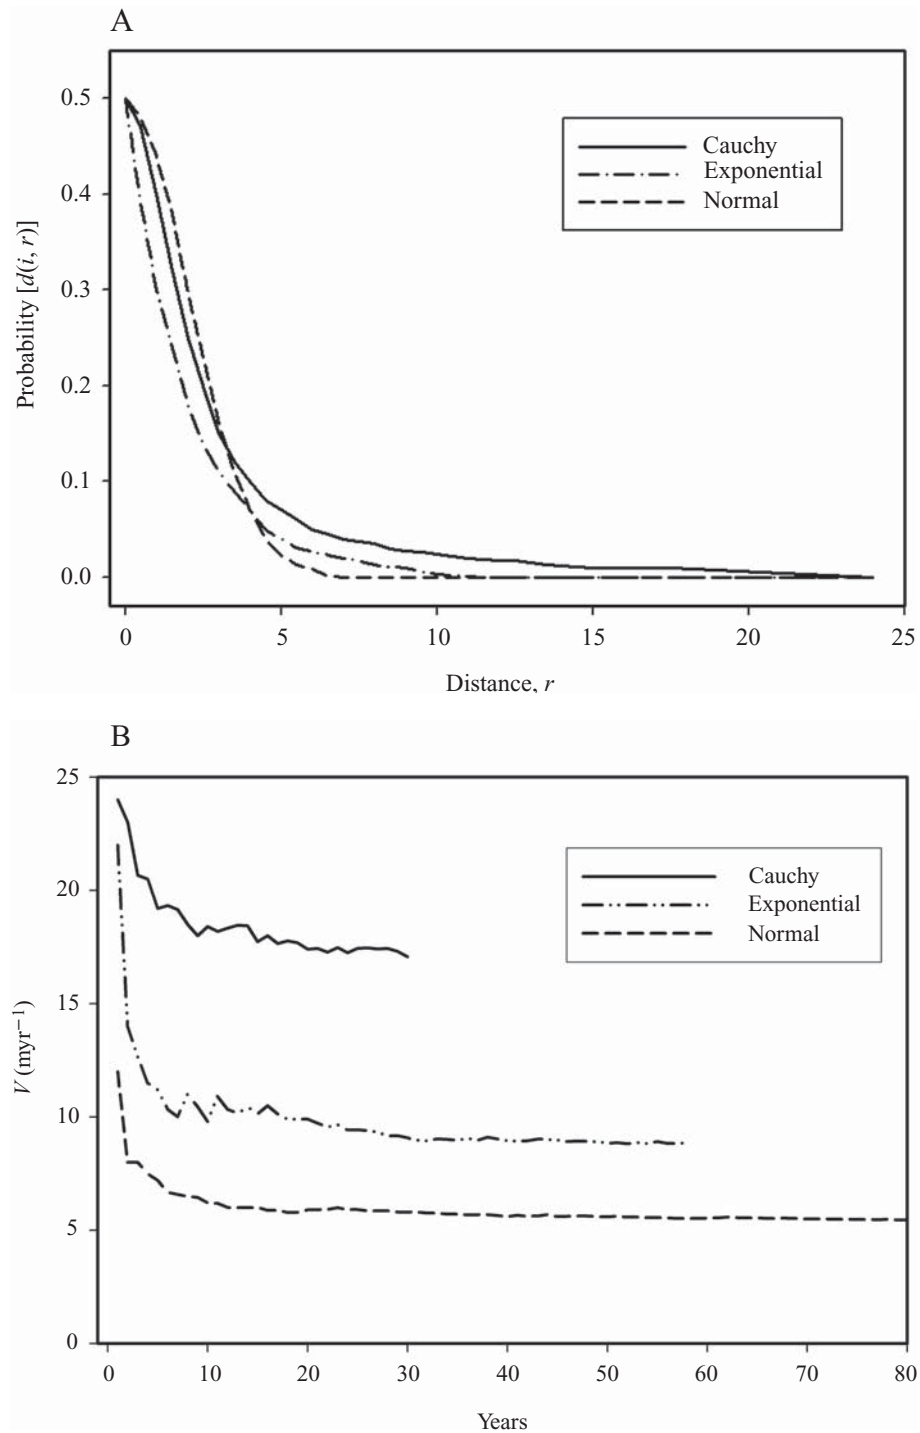 A
Probability [d(i, r)]
0.5
0.4
0.3
0.2
0.1
0.0
Cauchy
Exponential
Normal
0 5 10 15 20 25
Distance, r
B
V (myr⁻¹)
25
20
15
10
5
0
Cauchy
Exponential
Normal
0 10 20 30 40 50 60 70 80
Years